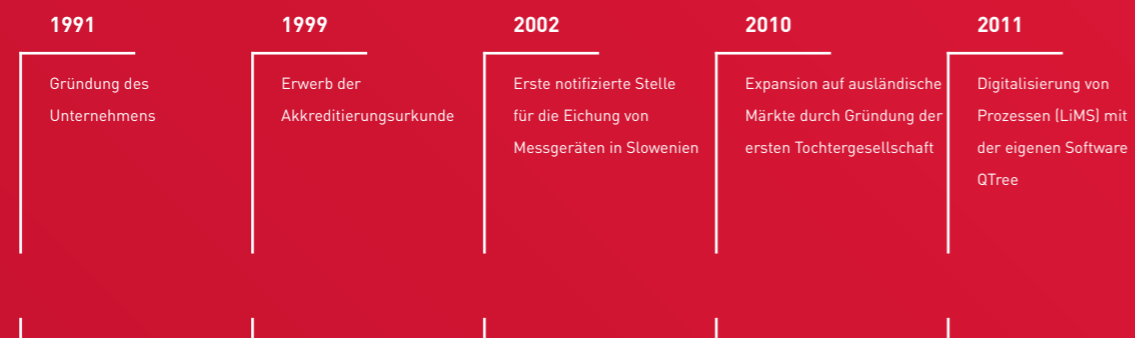 1991
Gründung des
Unternehmens
1999
Erwerb der
Akkreditierungsurkunde
2002
Erste notifizierte Stelle
für die Eichung von
Messgeräten in Slowenien
2010
Expansion auf ausländische
Märkte durch Gründung der
ersten Tochtergesellschaft
2011
Digitalisierung von
Prozessen (LiMS) mit
der eigenen Software
QTree